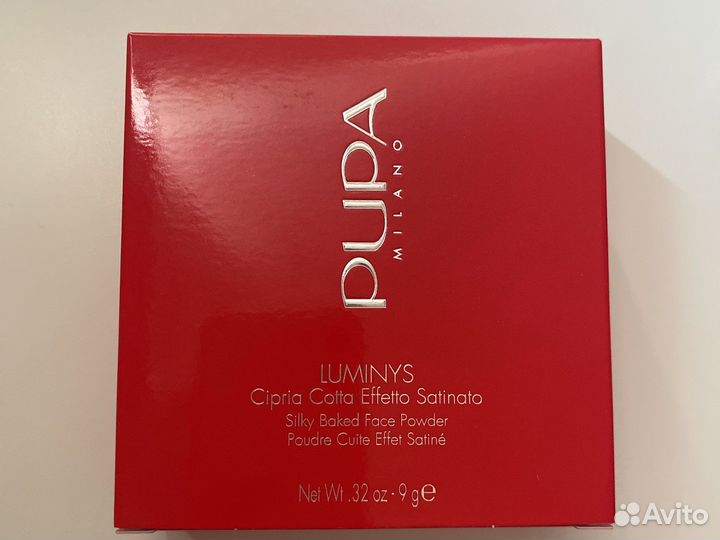 PUPA
MILANO
LUMINYS
Cipria Cotta Effetto Satinato
Silky Baked Face Powder
Poudre Cuite Effet Satiné
Net Wt .32 oz - 9 g e
Avito